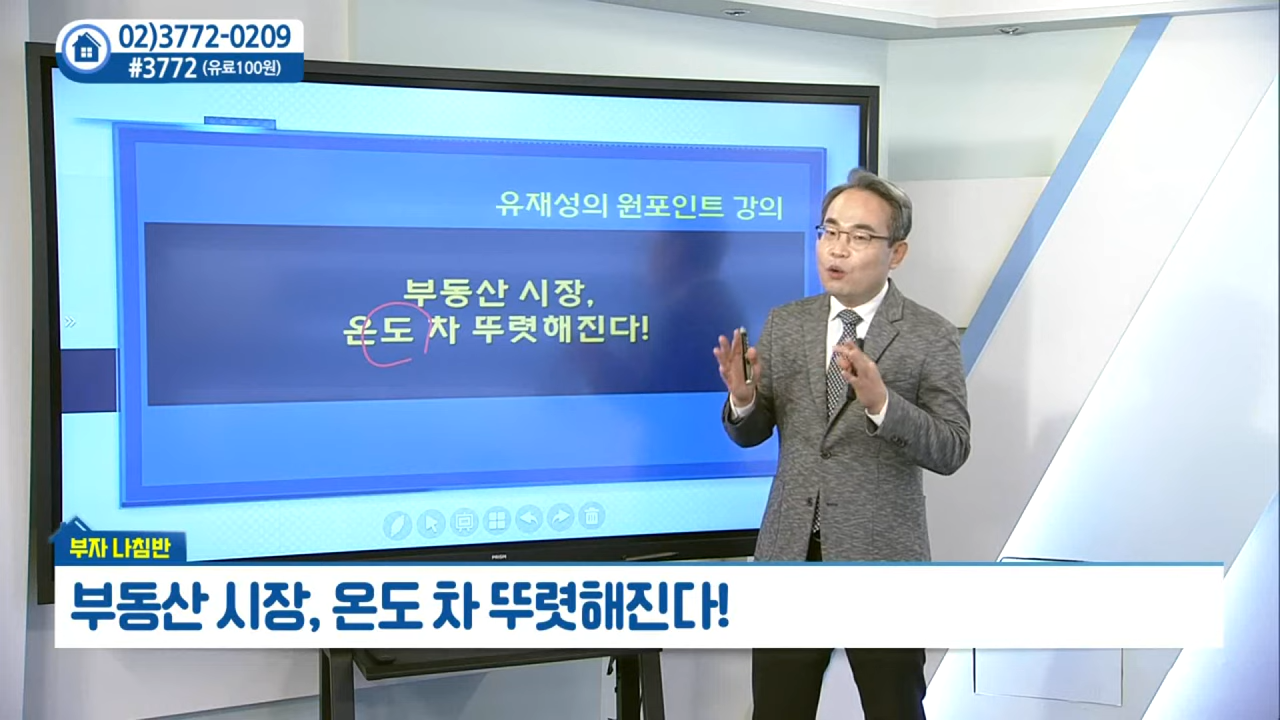 02)3772-0209
#3772 (유료100원)
유재성의 원포인트 강의
부동산 시장,
온도 차 뚜렷해진다!
부자 나침반
부동산 시장, 온도 차 뚜렷해진다!